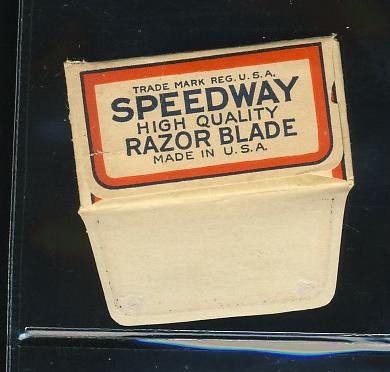 TRADE MARK REG. U.S.A.
SPEEDWAY
HIGH QUALITY
RAZOR BLADE
MADE IN U.S.A.